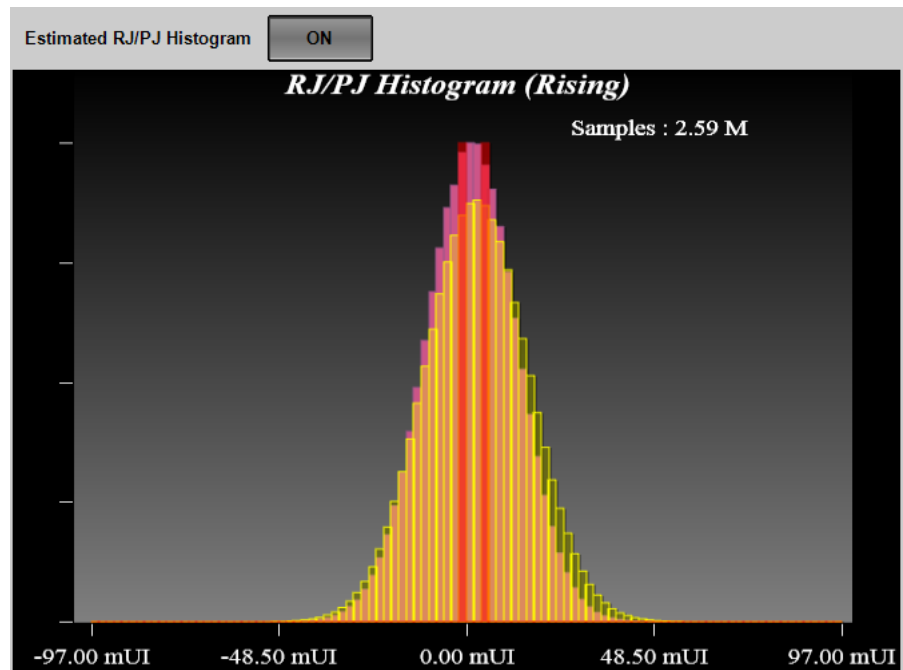 Estimated RJ/PJ Histogram ON
RJ/PJ Histogram (Rising)
Samples : 2.59 M
-97.00 mUI -48.50 mUI 0.00 mUI 48.50 mUI 97.00 mUI